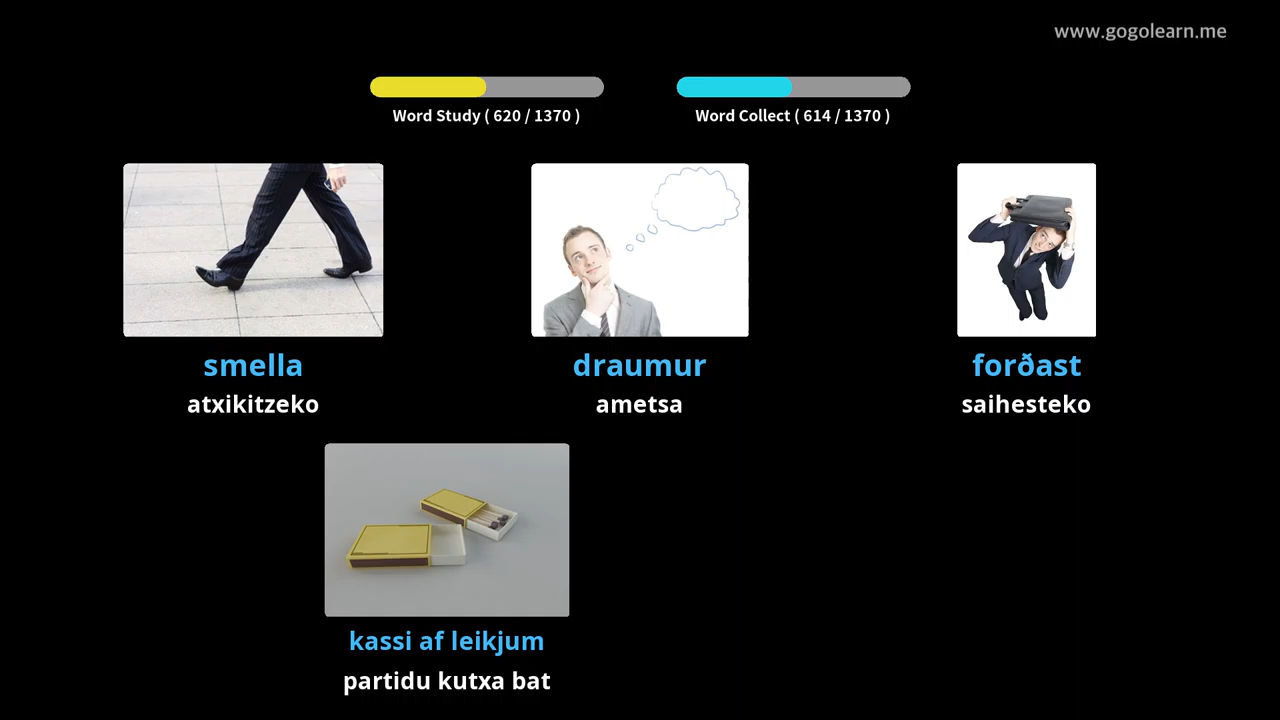 www.gogolearn.me
Word Study ( 620 / 1370 )
Word Collect ( 614 / 1370 )
smella
atxikitzeko
draumur
ametsa
forðast
saihesteko
kassi af leikjum
partidu kutxa bat